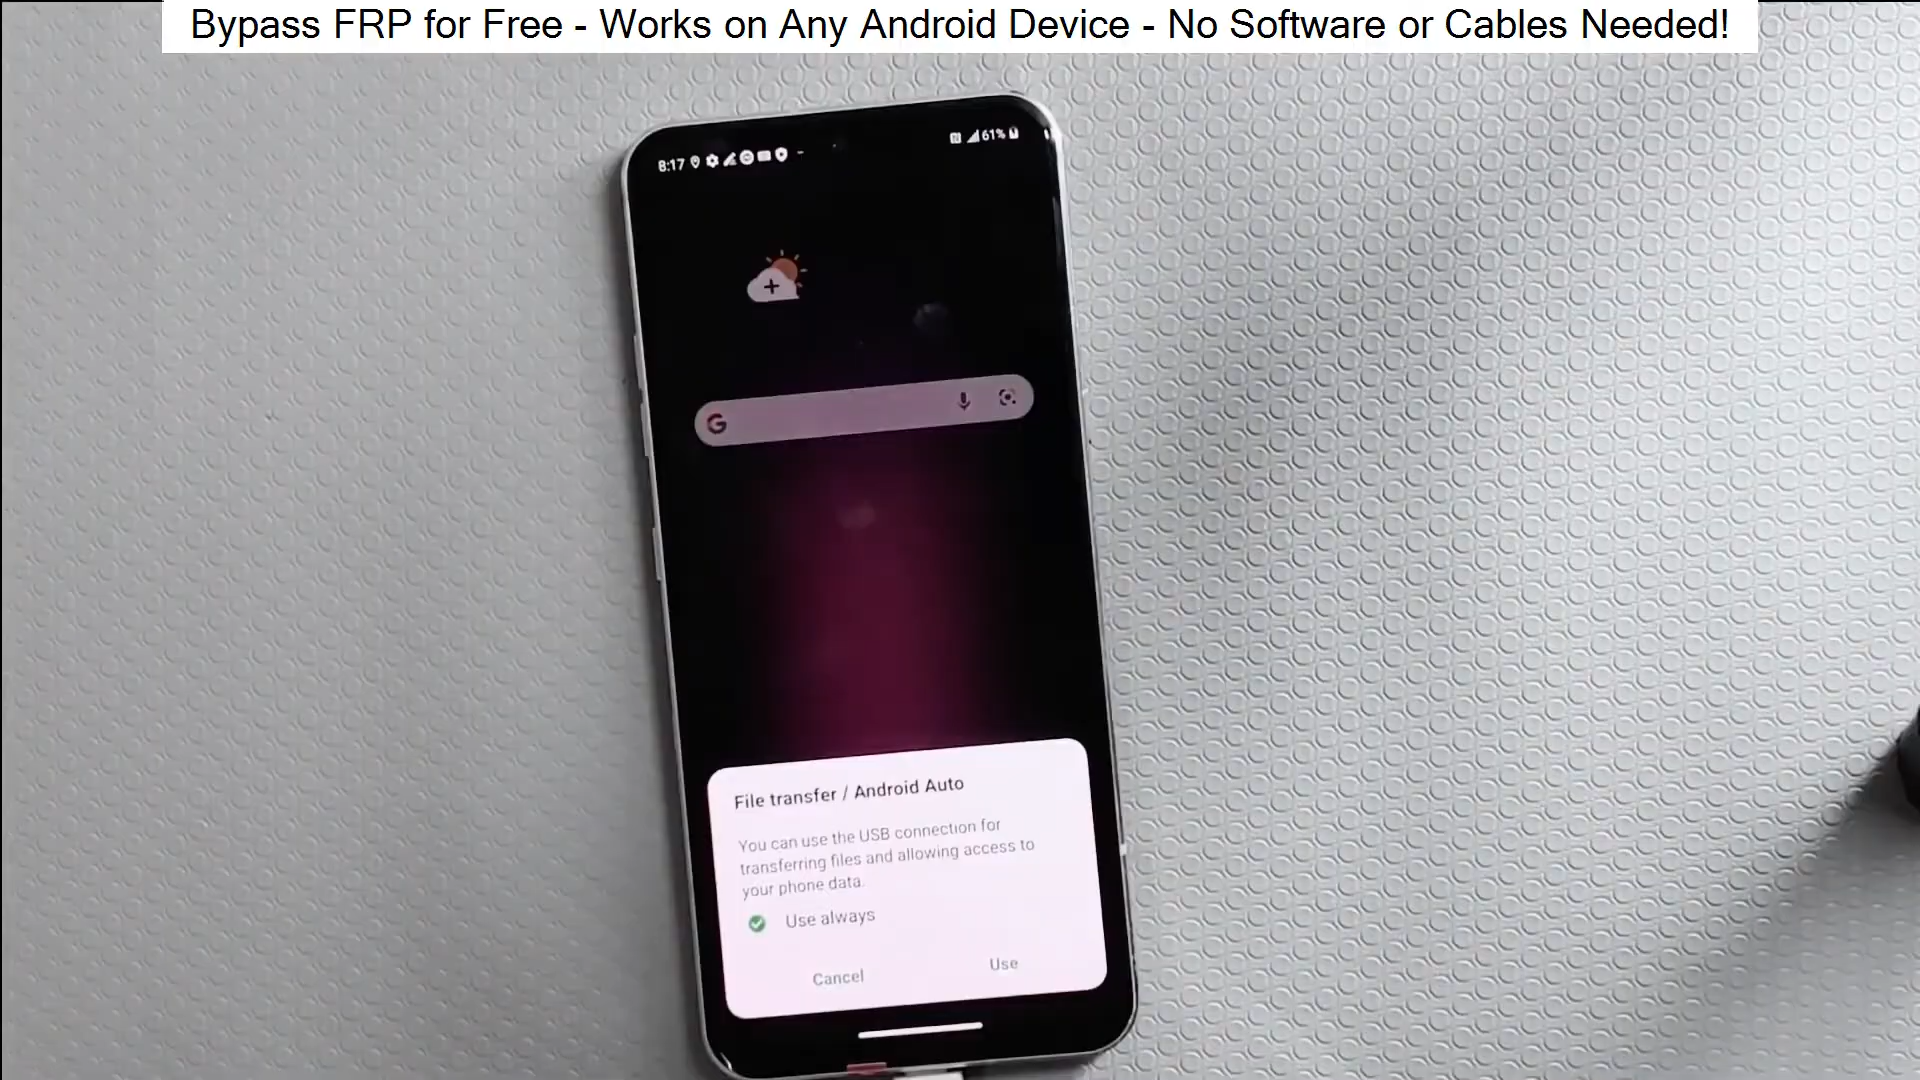 Bypass FRP for Free - Works on Any Android Device - No Software or Cables Needed!
8:17
61%
G
File transfer / Android Auto
You can use the USB connection for
transferring files and allowing access to
your phone data.
Use always
Cancel
Use